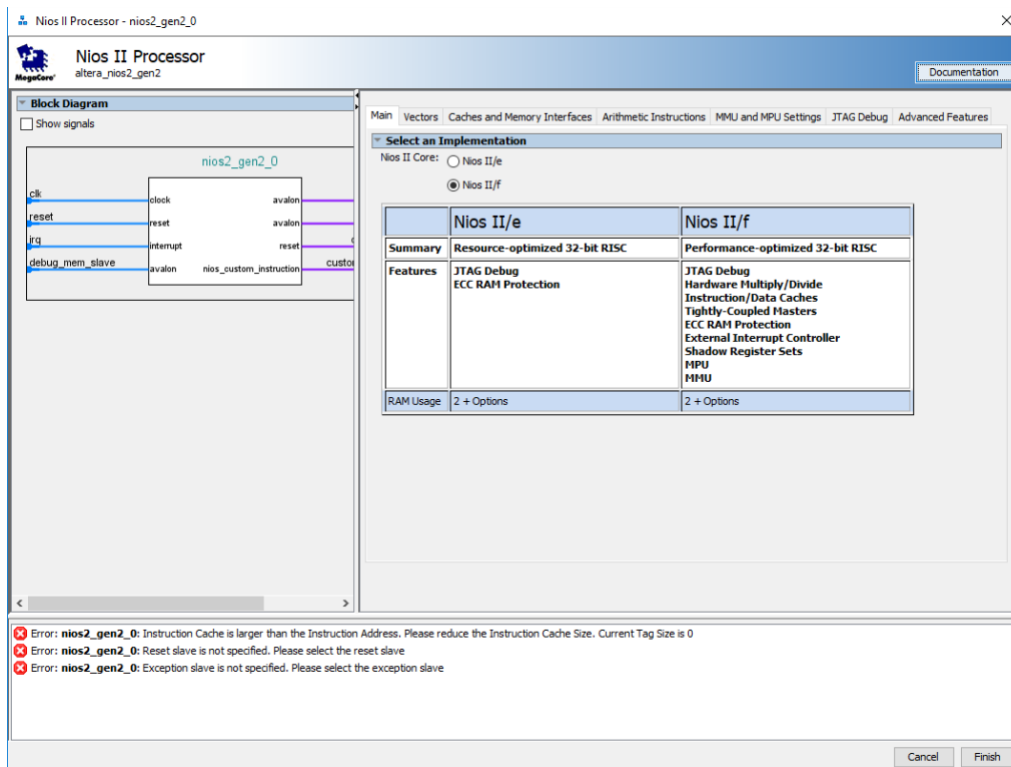 Nios II Processor - nios2_gen2_0
MegaCore'
Nios II Processor
altera_nios2_gen2
Documentation
Block Diagram
Show signals
nios2_gen2_0
clk
clock
avalon
reset
reset
avalon
irq
interrupt
reset
debug_mem_slave
avalon
nios_custom_instruction
Main Vectors Caches and Memory Interfaces Arithmetic Instructions MMU and MPU Settings JTAG Debug Advanced Features
Select an Implementation
Nios II Core: Nios II/e
Nios II/f
Nios II/e Nios II/f
Summary Resource-optimized 32-bit RISC Performance-optimized 32-bit RISC
Features JTAG Debug JTAG Debug
ECC RAM Protection Hardware Multiply/Divide
Instruction/Data Caches
Tightly-Coupled Masters
ECC RAM Protection
External Interrupt Controller
Shadow Register Sets
MPU
MMU
RAM Usage 2 + Options 2 + Options
Error: nios2_gen2_0: Instruction Cache is larger than the Instruction Address. Please reduce the Instruction Cache Size. Current Tag Size is 0
Error: nios2_gen2_0: Reset slave is not specified. Please select the reset slave
Error: nios2_gen2_0: Exception slave is not specified. Please select the exception slave
Cancel Finish